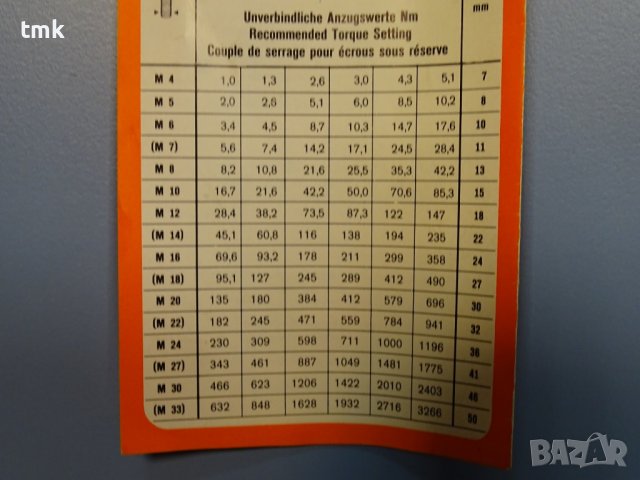 tmk
mm
Unverbindliche Anzugswerte Nm
Recommended Torque Setting
Couple de serrage pour écrous sous réserve
M 4 1,0 1,3 2,6 3,0 4,3 5,1 7
M 5 2,0 2,6 5,1 6,0 8,5 10,2 8
M 6 3,4 4,5 8,7 10,3 14,7 17,6 10
(M 7) 5,6 7,4 14,2 17,1 24,5 28,4 11
M 8 8,2 10,8 21,6 25,5 35,3 42,2 13
M 10 16,7 21,6 42,2 50,0 70,6 85,3 15
M 12 28,4 38,2 73,5 87,3 122 147 18
(M 14) 45,1 60,8 116 138 194 235 22
M 16 69,6 93,2 178 211 299 358 24
(M 18) 95,1 127 245 289 412 490 27
M 20 135 180 384 412 579 696 30
(M 22) 182 245 471 559 784 941 32
M 24 230 309 598 711 1000 1196 36
(M 27) 343 461 887 1049 1481 1775 41
M 30 466 623 1206 1422 2010 2403 46
(M 33) 632 848 1628 1932 2716 3266 50
BAZAR
bg